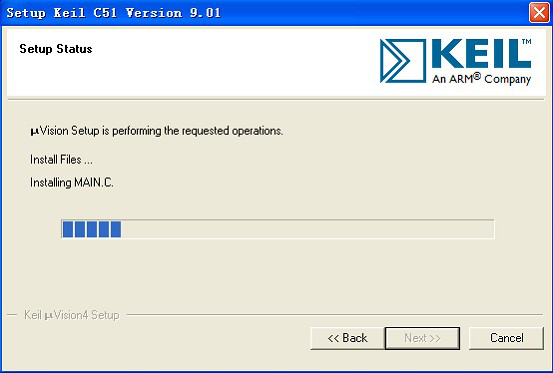 Setup Keil C51 Version 9.01
Setup Status
KEIL™
An ARM® Company
µVision Setup is performing the requested operations.
Install Files ...
Installing MAIN.C.
Keil µVision4 Setup
<< Back
Next >>
Cancel